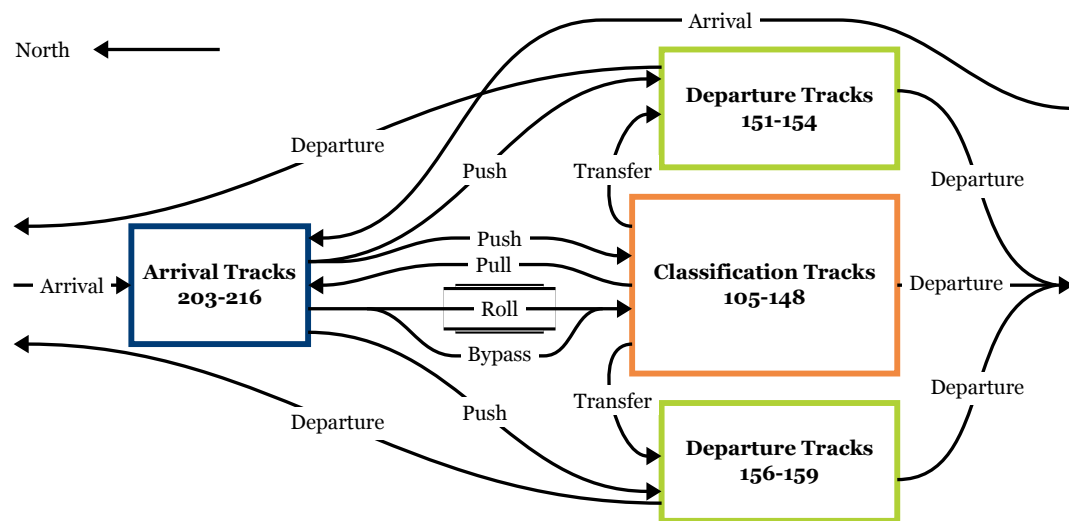 Arrival
North
Departure Tracks
151-154
Departure
Push
Transfer
Departure
Push
Arrival Tracks
203-216
Pull
Classification Tracks
105-148
Arrival
Departure
Roll
Bypass
Transfer
Departure
Push
Departure
Departure Tracks
156-159